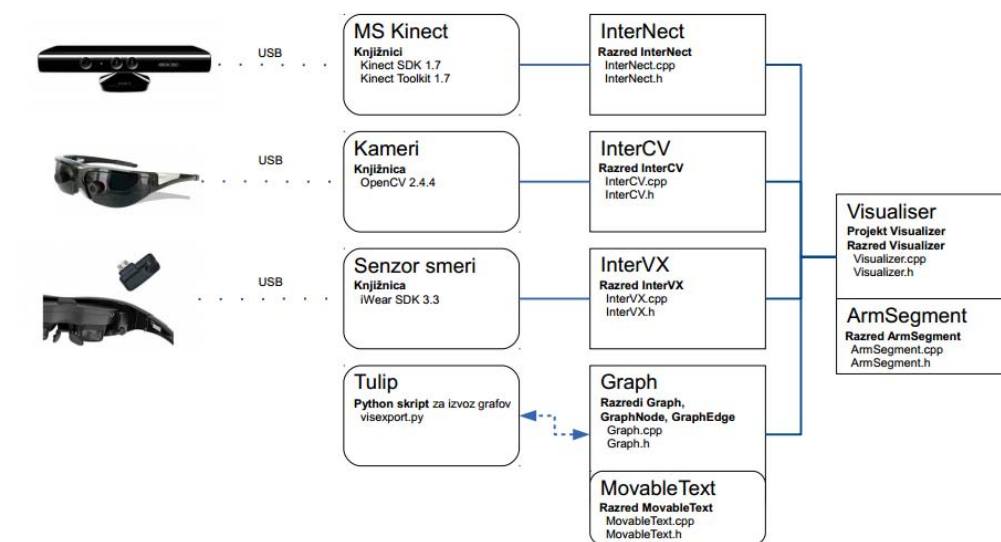 USB
MS Kinect
Knjižnici
Kinect SDK 1.7
Kinect Toolkit 1.7
InterNect
Razred InterNect
InterNect.cpp
InterNect.h
USB
Kameri
Knjižnica
OpenCV 2.4.4
InterCV
Razred InterCV
InterCV.cpp
InterCV.h
USB
Senzor smeri
Knjižnica
iWear SDK 3.3
InterVX
Razred InterVX
InterVX.cpp
InterVX.h
Visualiser
Projekt Visualizer
Razred Visualizer
Visualizer.cpp
Visualizer.h
ArmSegment
Razred ArmSegment
ArmSegment.cpp
ArmSegment.h
Tulip
Python skript za izvoz grafov
visexport.py
Graph
Razredi Graph,
GraphNode, GraphEdge
Graph.cpp
Graph.h
MovableText
Razred MovableText
MovableText.cpp
MovableText.h